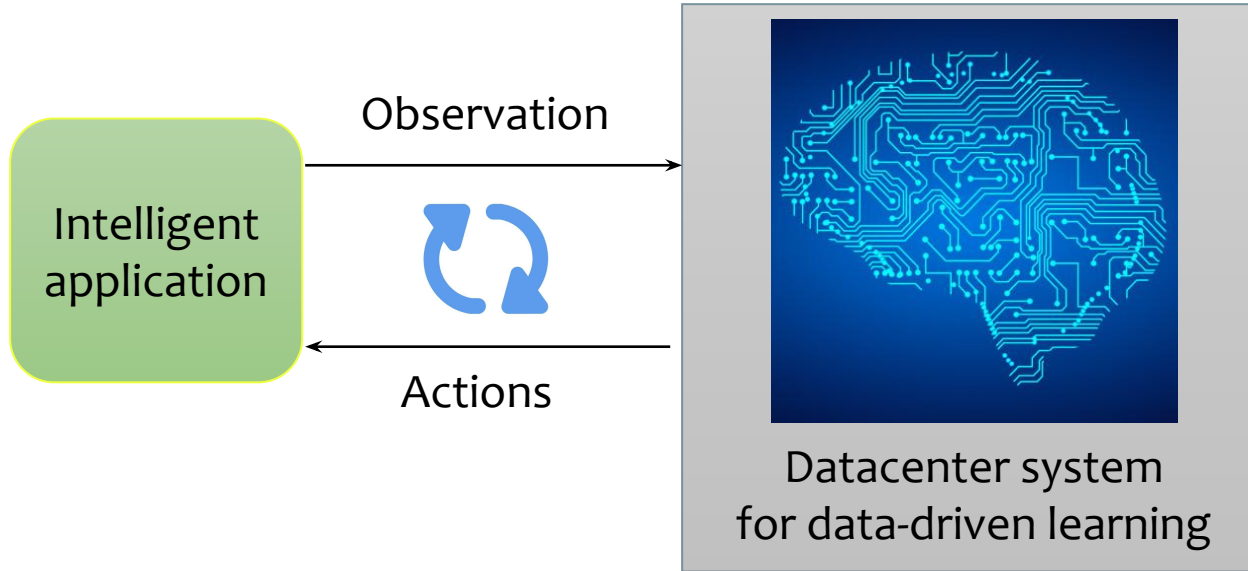 Observation
Intelligent
application
Actions
Datacenter system
for data-driven learning